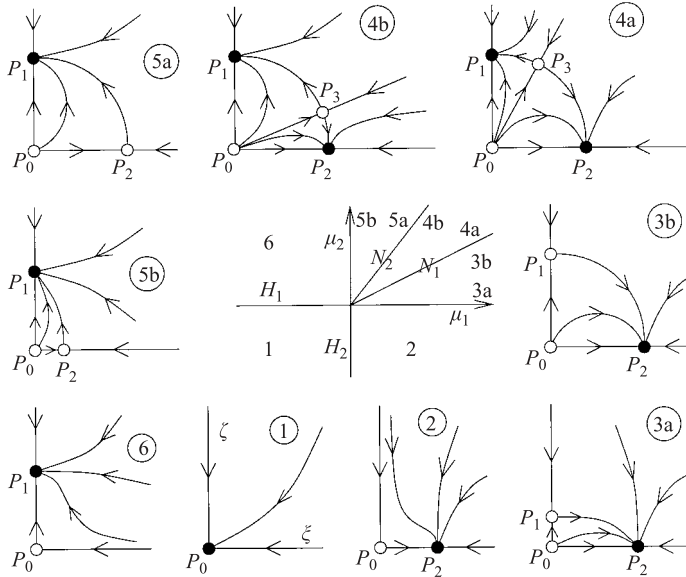 5a
P₁
P₀
P₂
4b
P₁
P₃
P₀
P₂
4a
P₁
P₃
P₀
P₂
5b
P₁
P₀
P₂
6
μ₂
5b
5a
4b
4a
N₂
N₁
3b
3a
H₁
μ₁
1
H₂
2
3b
P₁
P₀
P₂
6
P₁
P₀
1
ζ
ξ
P₀
2
P₀
P₂
3a
P₁
P₀
P₂